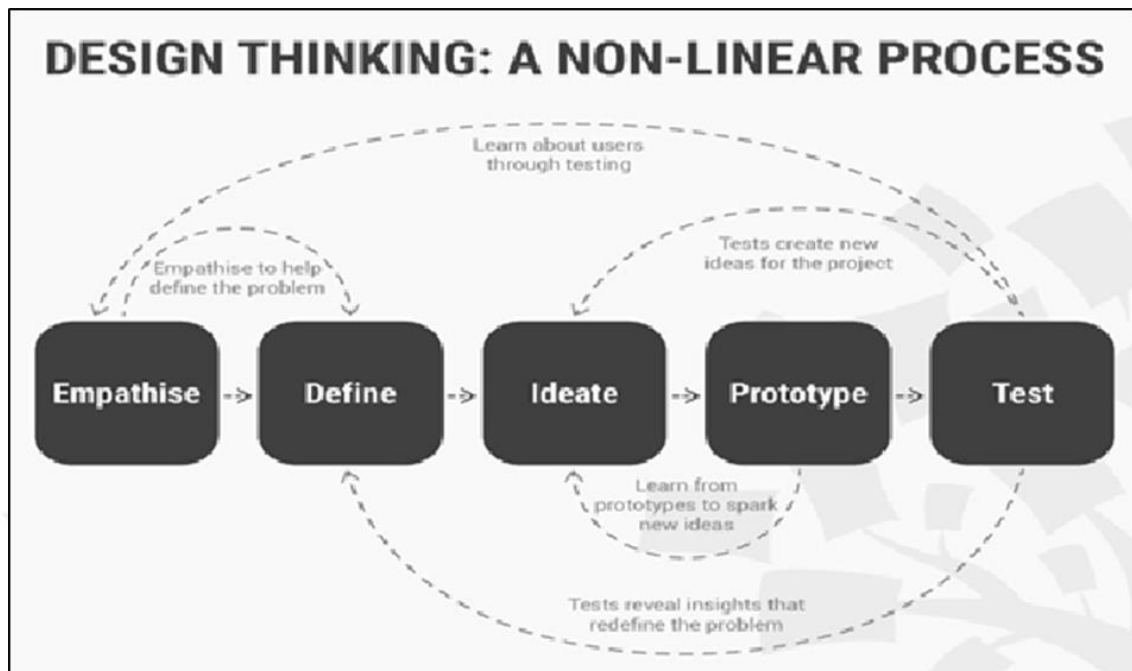 DESIGN THINKING: A NON-LINEAR PROCESS
Learn about users
through testing
Tests create new
ideas for the project
Empathise to help
define the problem
Empathise
Define
Ideate
Prototype
Test
Learn from
prototypes to spark
new ideas
Tests reveal insights that
redefine the problem